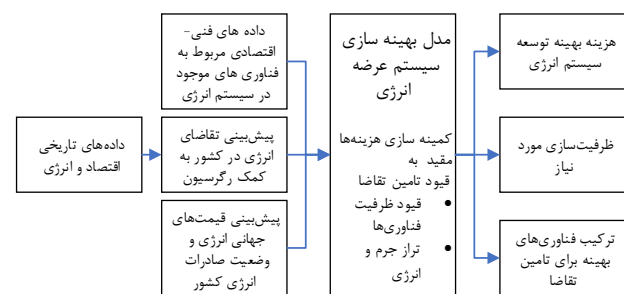 داده های فنی-
اقتصادی مربوط به
فناوری های موجود
در سیستم انرژی
داده‌های تاریخی
اقتصاد و انرژی
پیش‌بینی تقاضای
انرژی در کشور به
کمک رگرسیون
پیش‌بینی قیمت‌های
جهانی انرژی و
وضعیت صادرات
انرژی کشور
مدل بهینه سازی
سیستم عرضه
انرژی
کمینه سازی هزینه‌ها
مقید به
قیود تامین تقاضا
• قیود ظرفیت
فناوری‌ها
• تراز جرم و
انرژی
هزینه بهینه توسعه
سیستم انرژی
ظرفیت‌سازی مورد
نیاز
ترکیب فناوری‌های
بهینه برای تامین
تقاضا